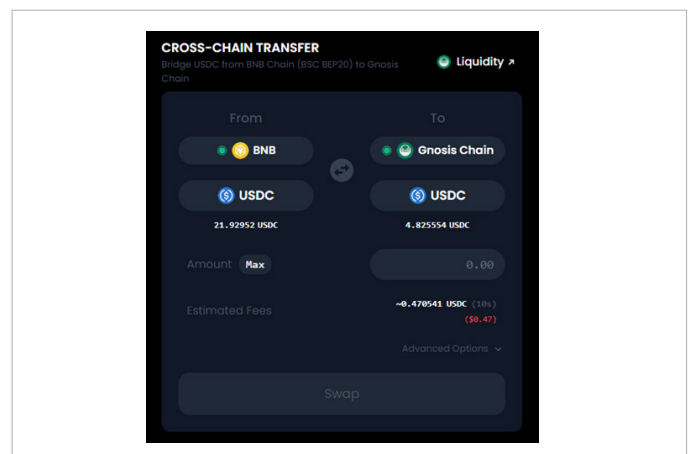 CROSS-CHAIN TRANSFER
Bridge USDC from BNB Chain (BSC BEP20) to Gnosis
Chain
Liquidity ↗
From
To
BNB
Gnosis Chain
USDC
USDC
21.92952 USDC
4.825554 USDC
Amount Max
0.00
Estimated Fees
~0.470541 USDC (10s)
($0.47)
Advanced Options
Swap